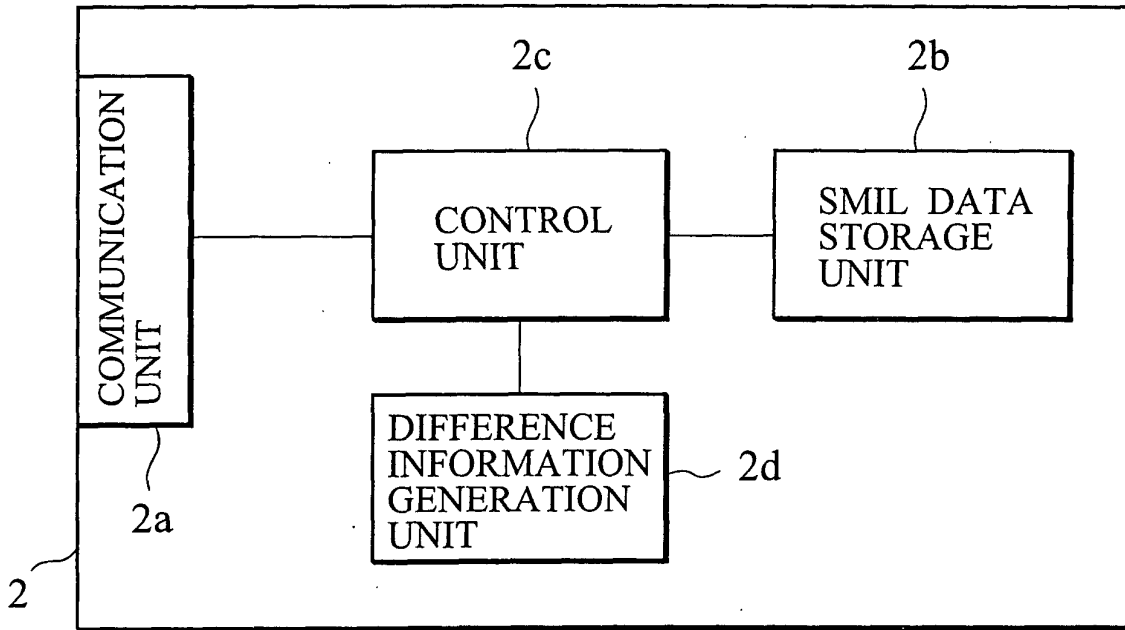 2c
2b
COMMUNICATION
UNIT
CONTROL
UNIT
SMIL DATA
STORAGE
UNIT
DIFFERENCE
INFORMATION
GENERATION
UNIT
2d
2a
2